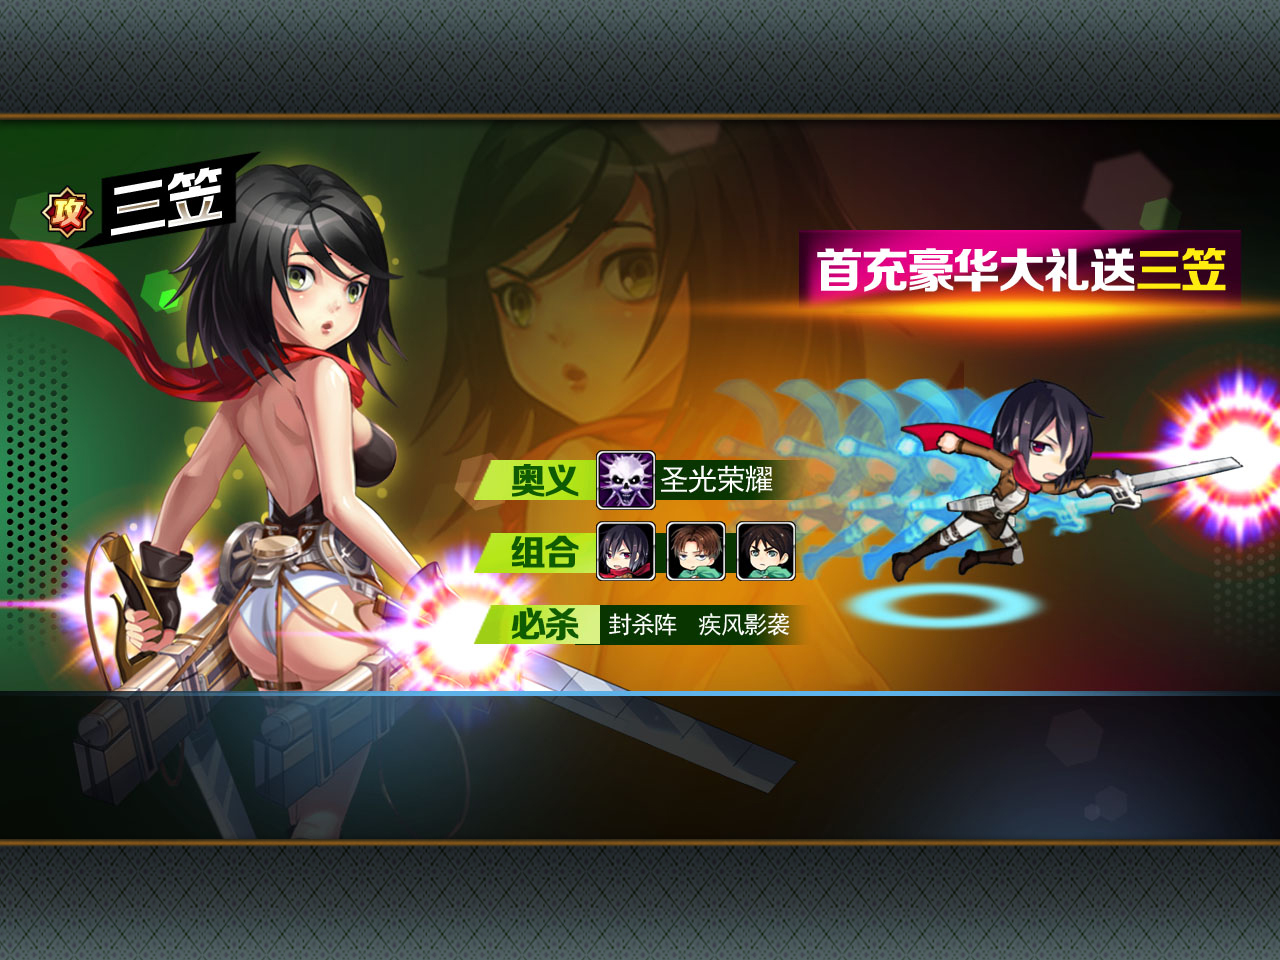 攻 三笠
首充豪华大礼送三笠
奥义 圣光荣耀
组合
必杀 封杀阵 疾风影袭